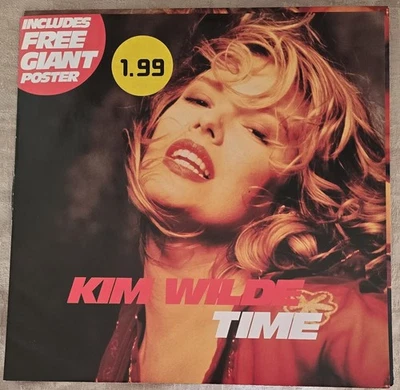 INCLUDES
FREE
GIANT
POSTER
1.99
KIM WILDE
TIME